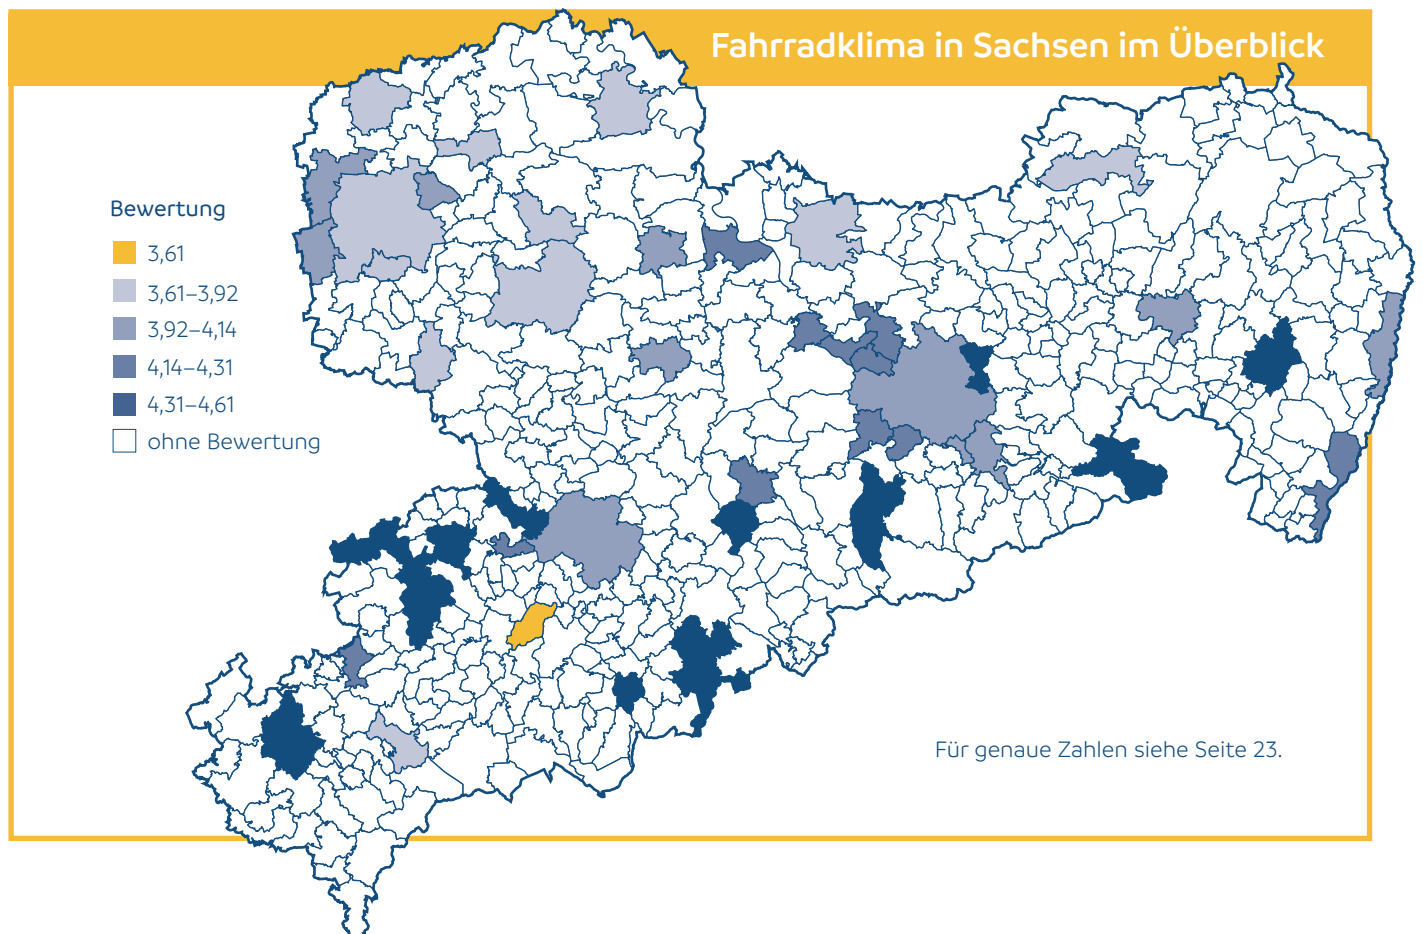 Fahrradklima in Sachsen im Überblick
Bewertung
3,61
3,61–3,92
3,92–4,14
4,14–4,31
4,31–4,61
ohne Bewertung
Für genaue Zahlen siehe Seite 23.